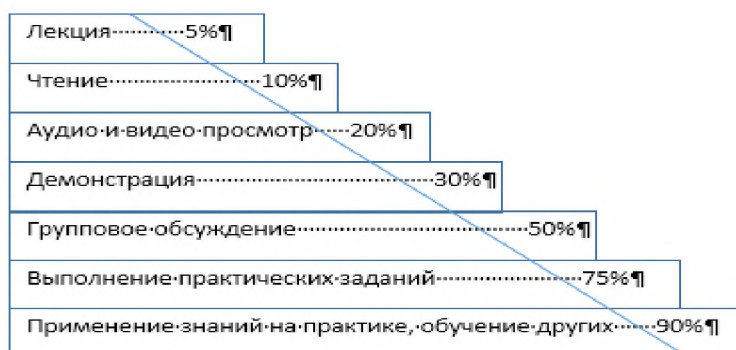 Лекция············5%¶
Чтение·························10%¶
Аудио·и·видео·просмотр······20%¶
Демонстрация·······································30%¶
Групповое·обсуждение······································50%¶
Выполнение·практических·заданий························75%¶
Применение·знаний·на·практике,·обучение·других·······90%¶